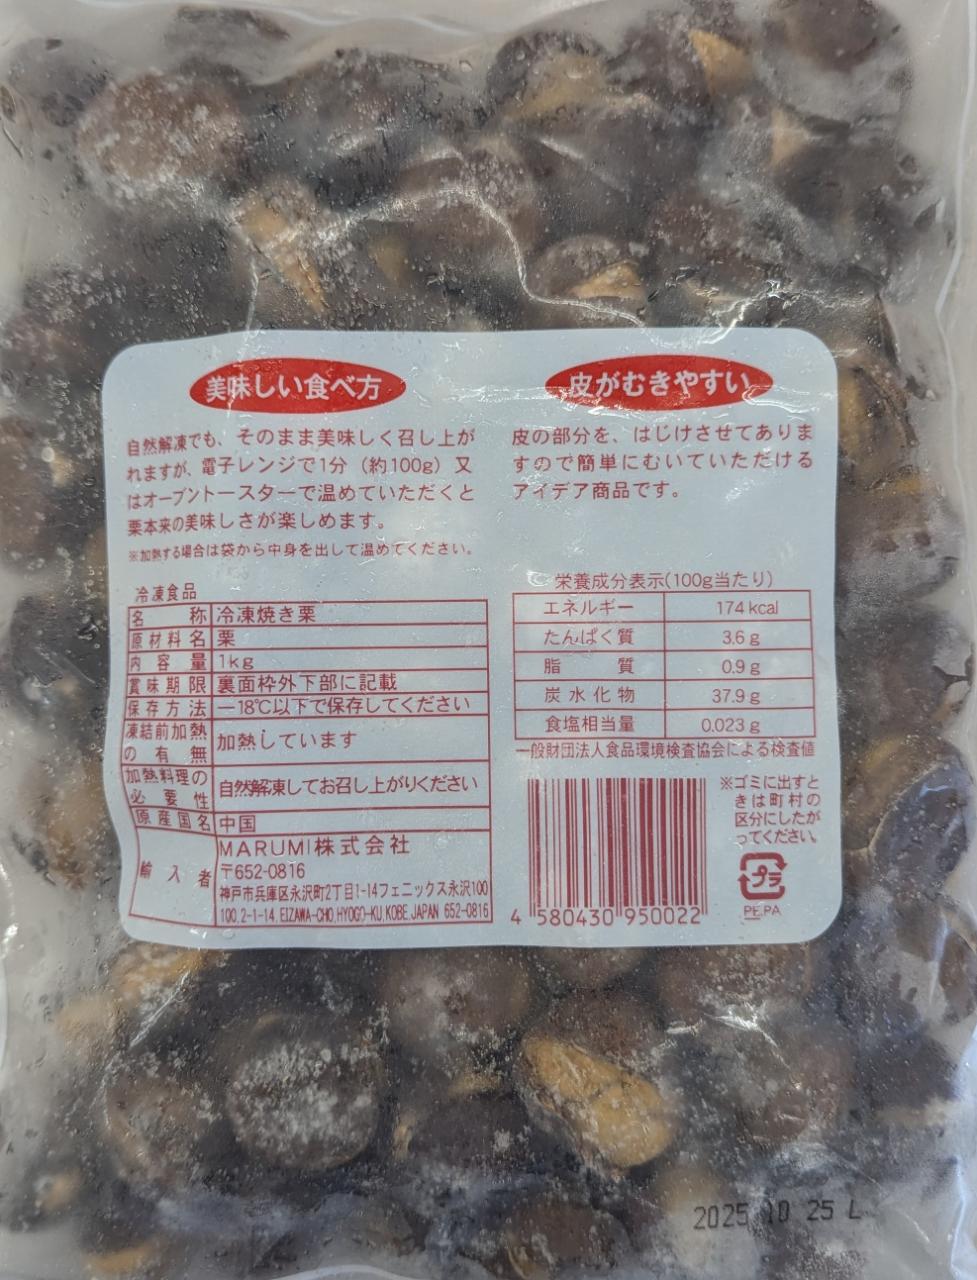 美味しい食べ方
自然解凍でも、そのまま美味しく召し上が
れますが、電子レンジで1分（約100g）又
はオーブントースターで温めていただくと
栗本来の美味しさが楽しめます。
※加熱する場合は袋から中身を出して温めてください。
皮がむきやすい
皮の部分を、はじけさせてありま
すので簡単にむいていただける
アイデア商品です。
冷凍食品
名称 冷凍焼き栗
原材料名 栗
内容量 1kg
賞味期限 裏面枠外下部に記載
保存方法 －18℃以下で保存してください
凍結前加熱
の有無 加熱しています
加熱料理の
必要性 自然解凍してお召し上がりください
原産国名 中国
輸入者 MARUMI株式会社
〒652-0816
神戸市兵庫区永沢町2丁目1-14フェニックス永沢100
100.2-1-14.EIZAWA-CHO,HYOGO-KU,KOBE,JAPAN 652-0816
栄養成分表示(100g当たり)
エネルギー 174 kcal
たんぱく質 3.6 g
脂質 0.9 g
炭水化物 37.9 g
食塩相当量 0.023 g
一般財団法人食品環境検査協会による検査値
※ゴミに出すと
きは町村の
区分にしたが
ってください。
プラ
PE,PA
4 580430 950022
2025 10 25 L